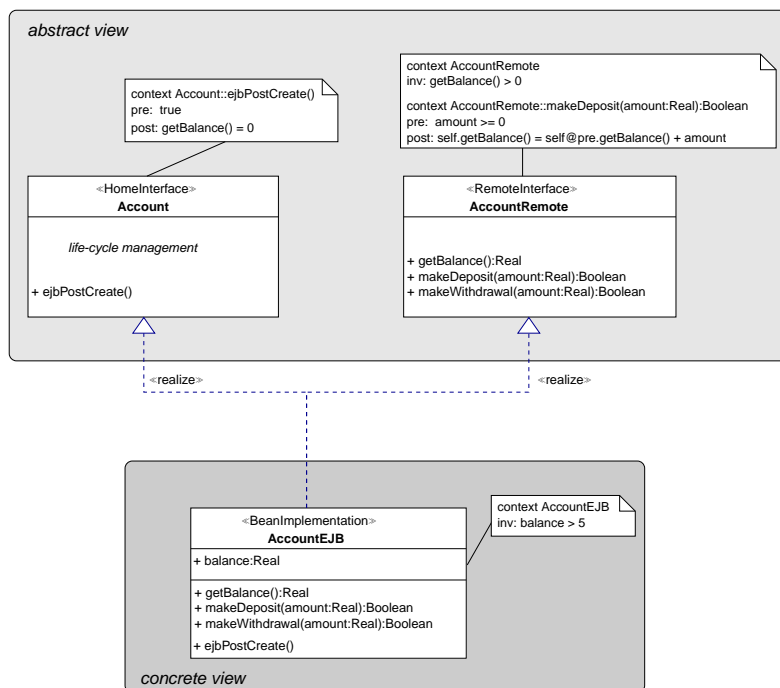 abstract view
context Account::ejbPostCreate()
pre:  true
post: getBalance() = 0
context AccountRemote
inv: getBalance() > 0
context AccountRemote::makeDeposit(amount:Real):Boolean
pre:  amount >= 0
post: self.getBalance() = self@pre.getBalance() + amount
«HomeInterface»
Account
life-cycle management
+ ejbPostCreate()
«RemoteInterface»
AccountRemote
+ getBalance():Real
+ makeDeposit(amount:Real):Boolean
+ makeWithdrawal(amount:Real):Boolean
«realize»
«realize»
«BeanImplementation»
AccountEJB
+ balance:Real
+ getBalance():Real
+ makeDeposit(amount:Real):Boolean
+ makeWithdrawal(amount:Real):Boolean
+ ejbPostCreate()
context AccountEJB
inv: balance > 5
concrete view